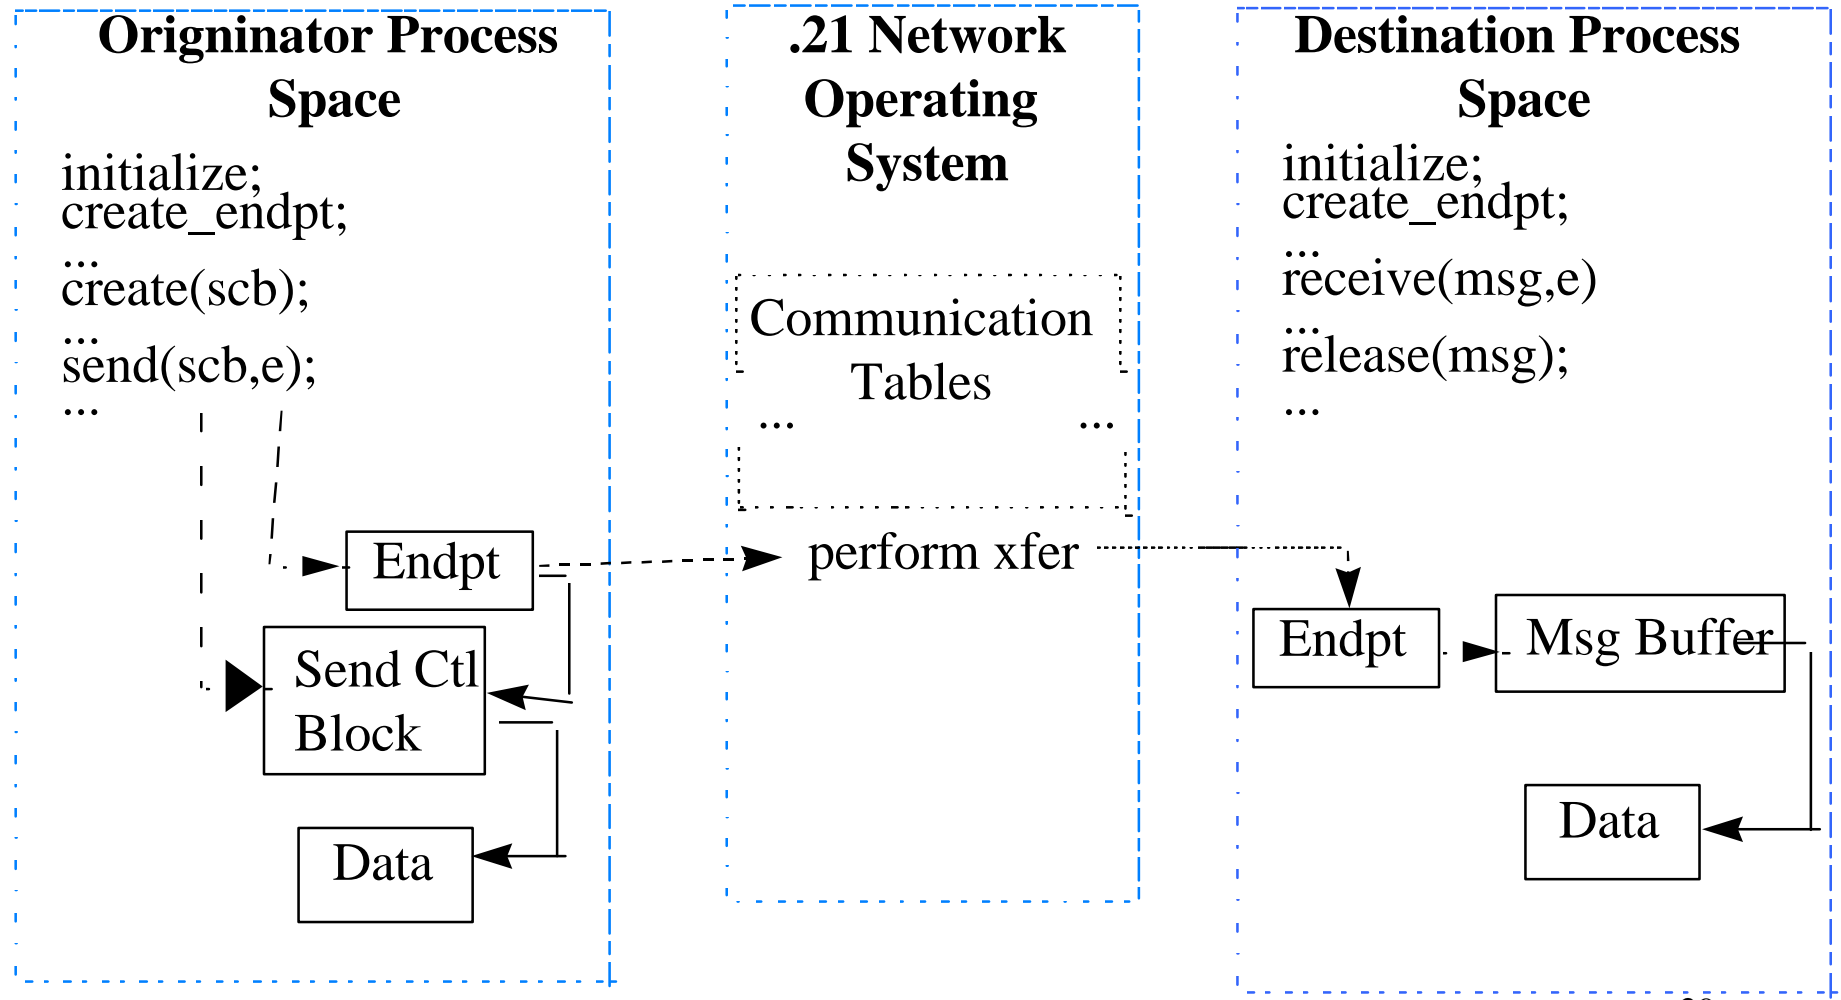 Origninator Process
Space
initialize;
create_endpt;
...
create(scb);
...
send(scb,e);
...
Endpt
Send Ctl
Block
Data
.21 Network
Operating
System
Communication
Tables
... ...
perform xfer
Destination Process
Space
initialize;
create_endpt;
...
receive(msg,e)
...
release(msg);
...
Endpt
Msg Buffer
Data